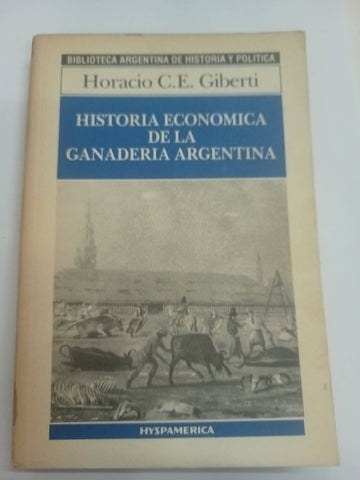 BIBLIOTECA ARGENTINA DE HISTORIA Y POLITICA
Horacio C.E. Giberti
HISTORIA ECONOMICA
DE LA
GANADERIA ARGENTINA
HYSPAMERICA